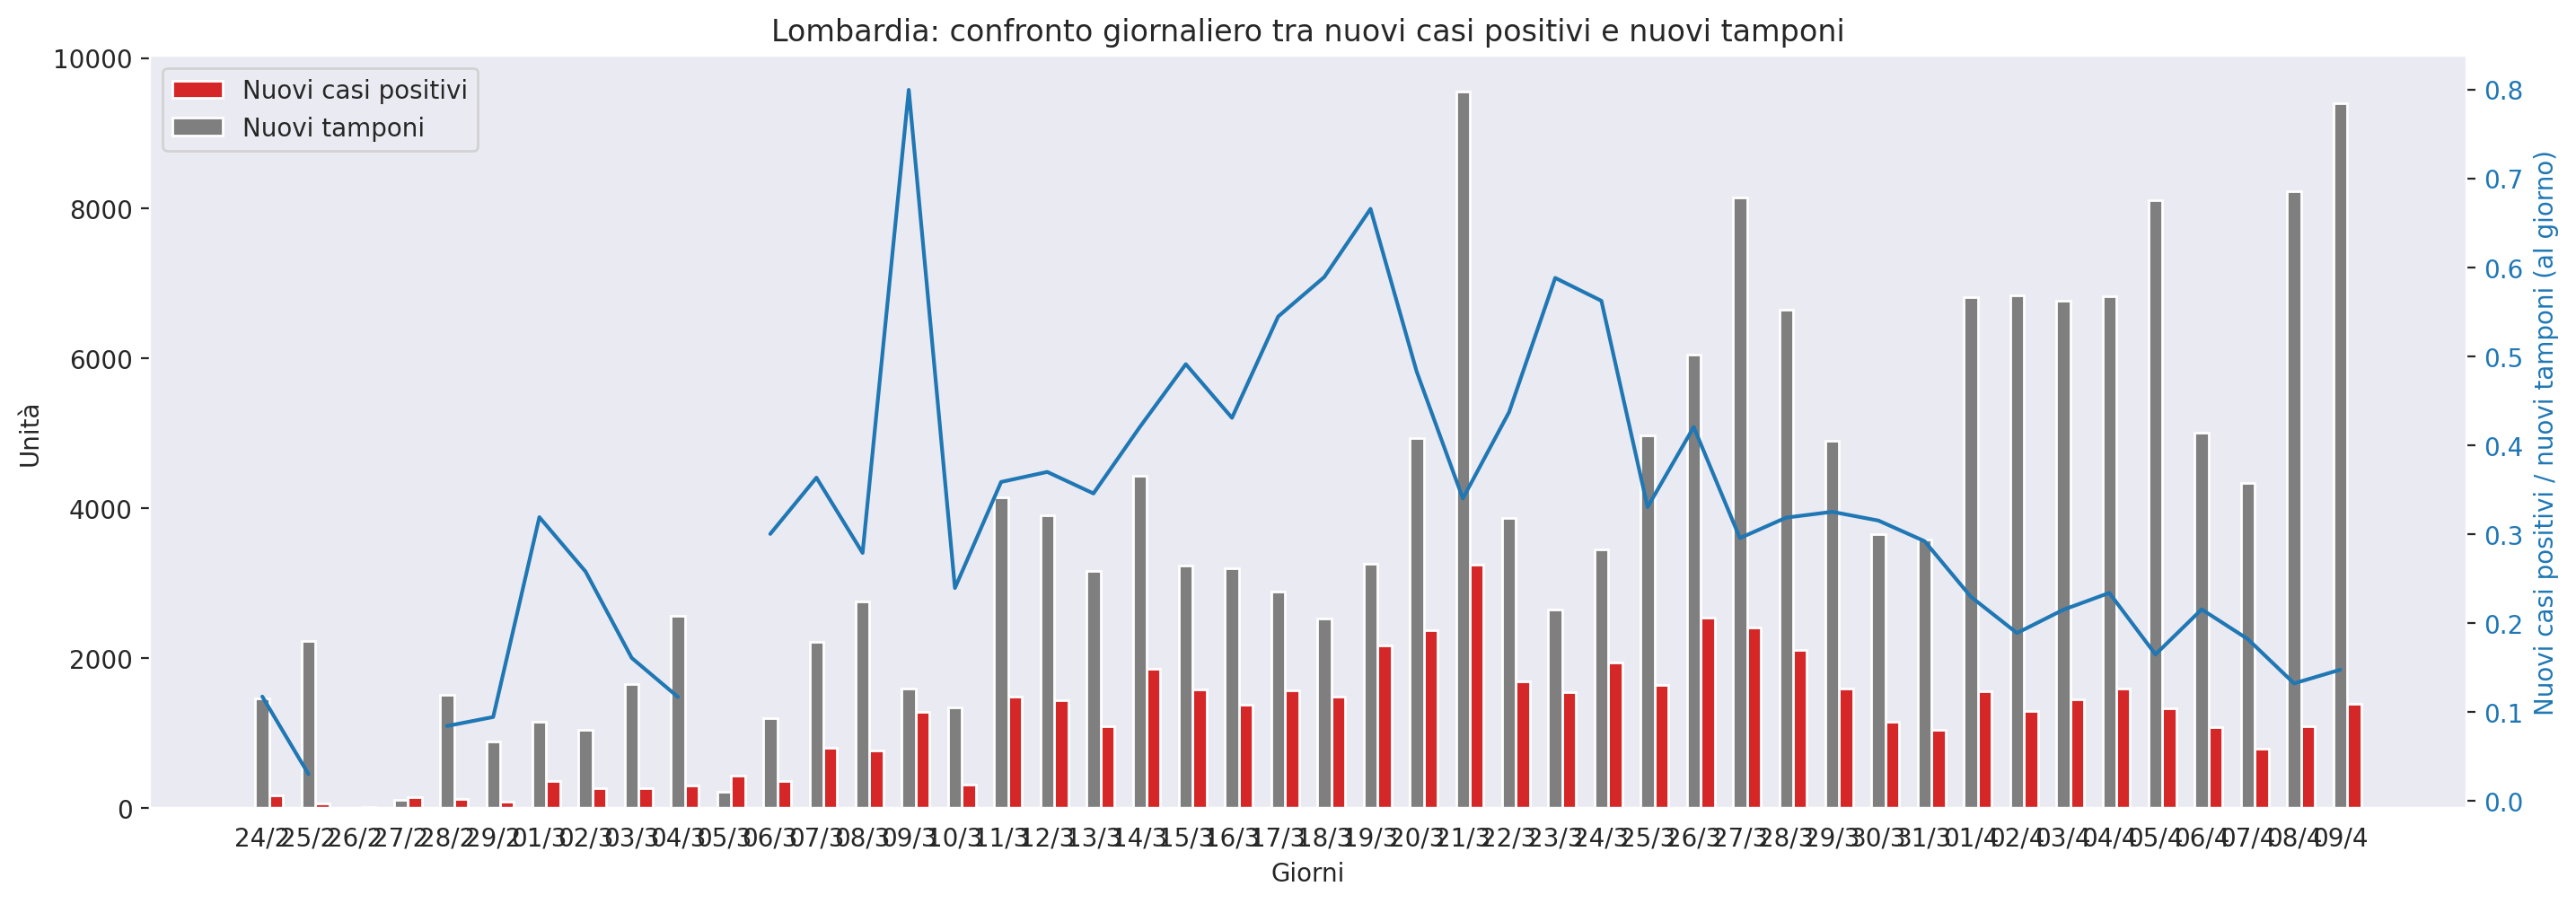 Lombardia: confronto giornaliero tra nuovi casi positivi e nuovi tamponi
10000
8000
6000
4000
2000
0
Unità
Nuovi casi positivi
Nuovi tamponi
0.8
0.7
0.6
0.5
0.4
0.3
0.2
0.1
0.0
Nuovi casi positivi / nuovi tamponi (al giorno)
24/2 25/2 26/2 27/2 28/2 29/2 01/3 02/3 03/3 04/3 05/3 06/3 07/3 08/3 09/3 10/3 11/3 12/3 13/3 14/3 15/3 16/3 17/3 18/3 19/3 20/3 21/3 22/3 23/3 24/3 25/3 26/3 27/3 28/3 29/3 30/3 31/3 01/4 02/4 03/4 04/4 05/4 06/4 07/4 08/4 09/4
Giorni